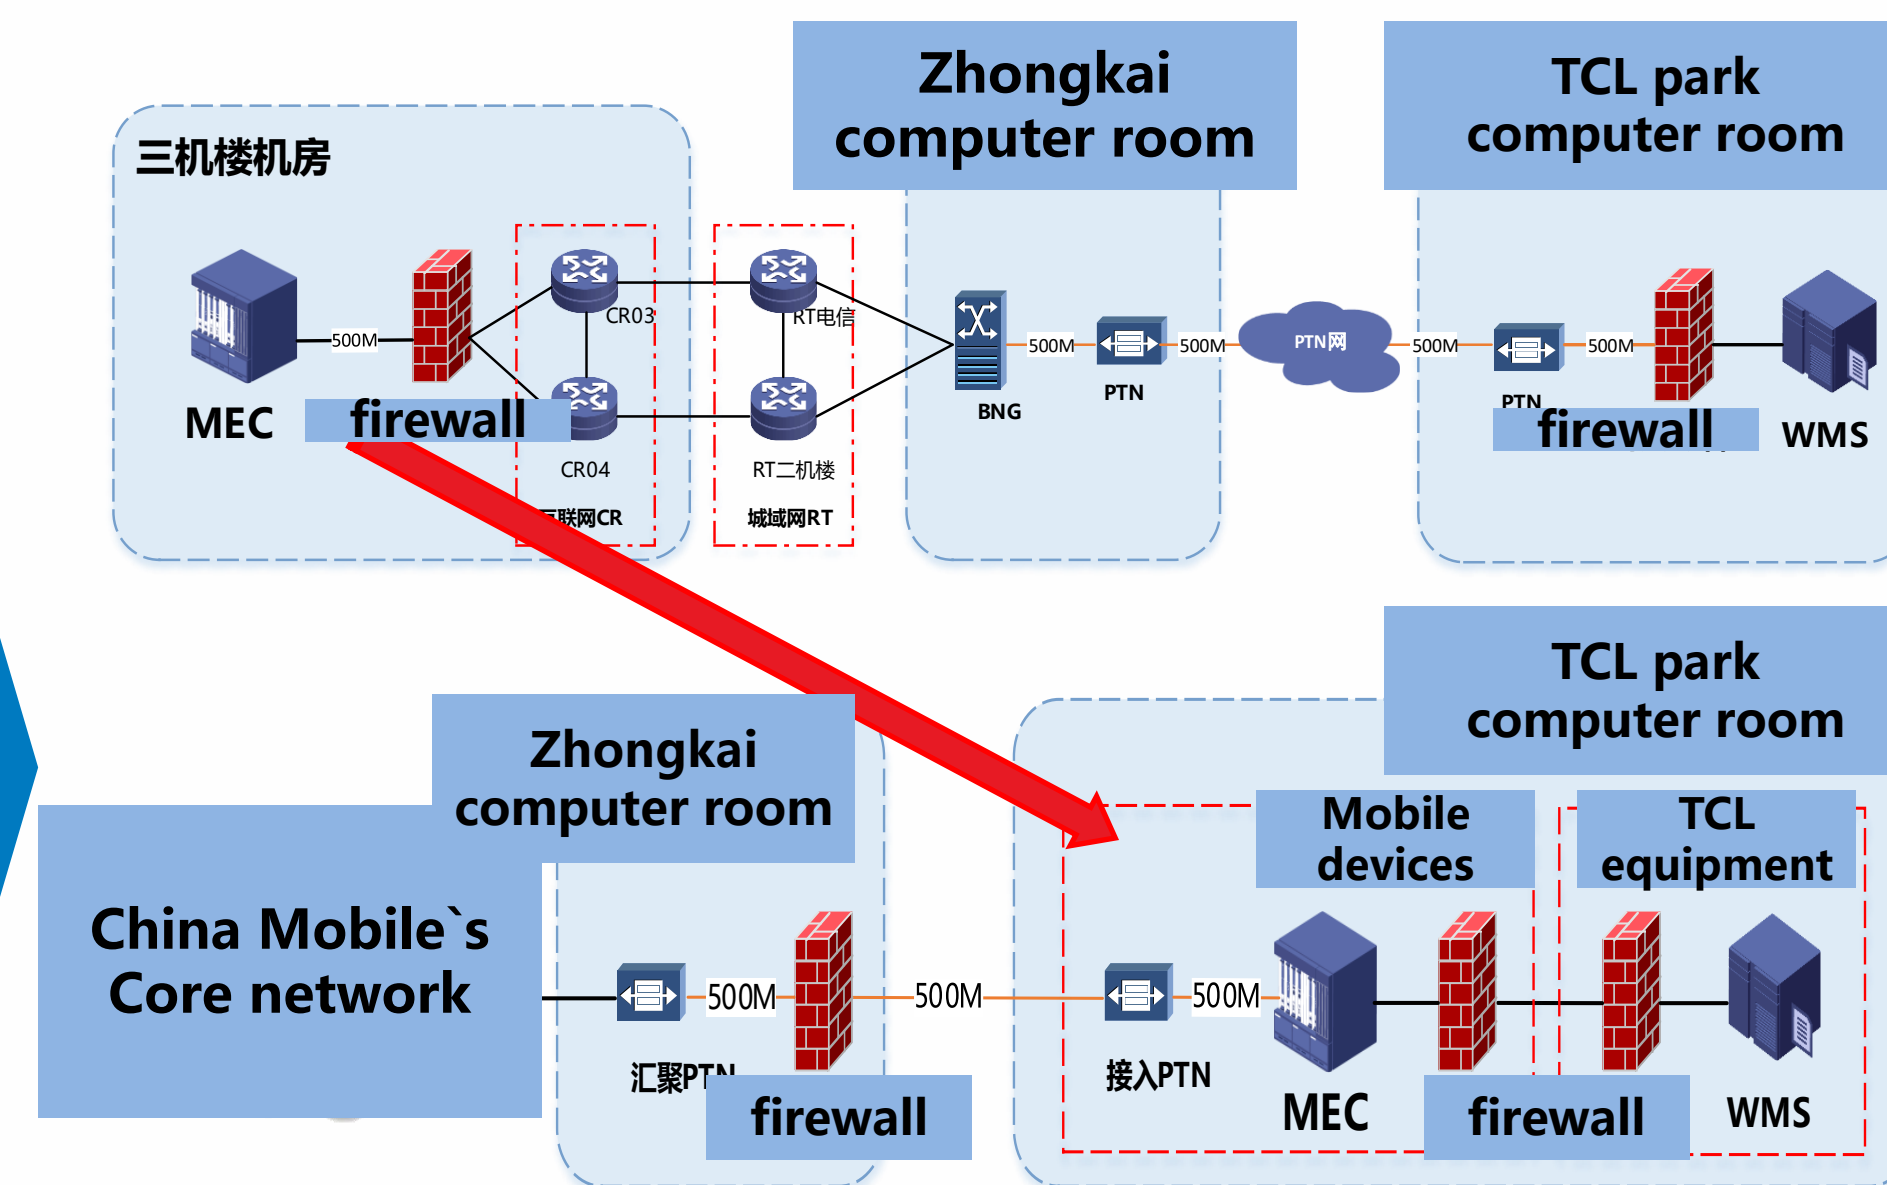 Zhongkai
computer room
TCL park
computer room
三机楼机房
CR03
RT电信
500M
500M
500M
PTN网
500M
500M
MEC
firewall
BNG
PTN
PTN
firewall
WMS
CR04
RT二机楼
互联网CR
城域网RT
TCL park
computer room
Zhongkai
computer room
Mobile
devices
TCL
equipment
China Mobile`s
Core network
500M
500M
500M
汇聚PTN
接入PTN
firewall
MEC
firewall
WMS